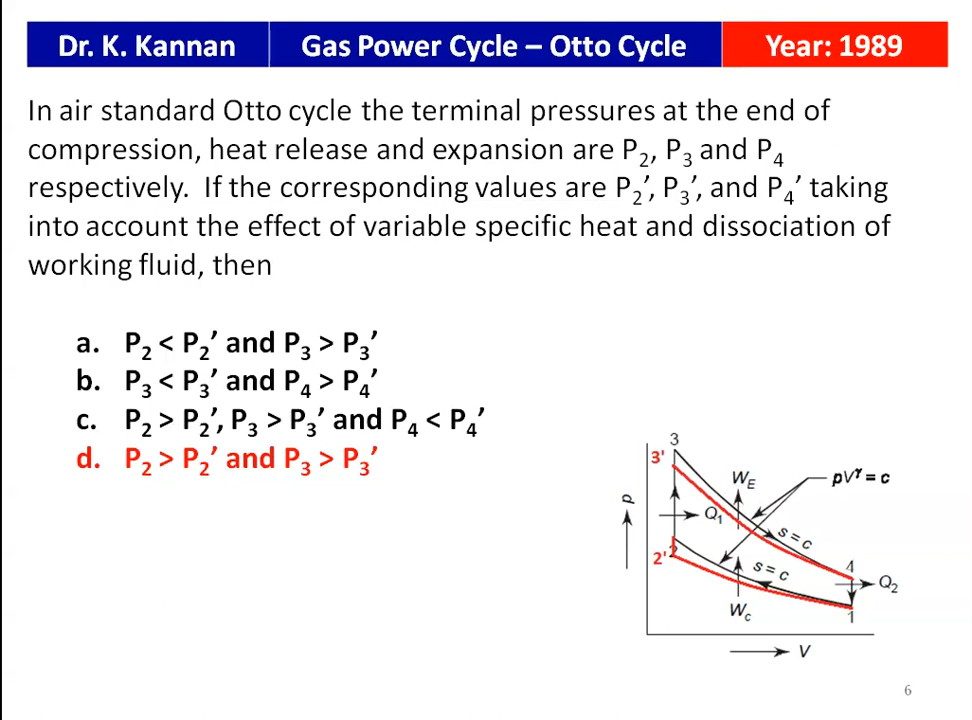 Dr. K. Kannan
Gas Power Cycle – Otto Cycle
Year: 1989
In air standard Otto cycle the terminal pressures at the end of
compression, heat release and expansion are P₂, P₃ and P₄
respectively. If the corresponding values are P₂’, P₃’, and P₄’ taking
into account the effect of variable specific heat and dissociation of
working fluid, then
a. P₂ < P₂’ and P₃ > P₃’
b. P₃ < P₃’ and P₄ > P₄’
c. P₂ > P₂’, P₃ > P₃’ and P₄ < P₄’
d. P₂ > P₂’ and P₃ > P₃’
3
3'
W_E
pV^γ = c
p
Q₁
s = c
2'
2
s = c
4
Q₂
W_c
1
V
6